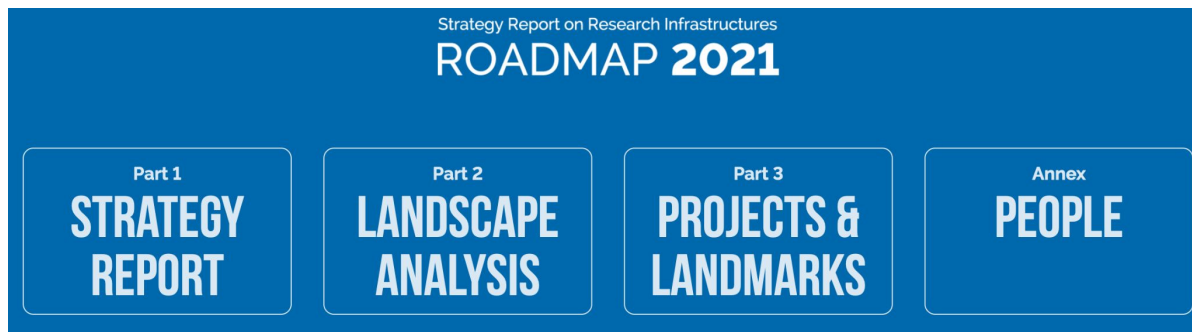 Strategy Report on Research Infrastructures
ROADMAP 2021
Part 1
STRATEGY
REPORT
Part 2
LANDSCAPE
ANALYSIS
Part 3
PROJECTS &
LANDMARKS
Annex
PEOPLE